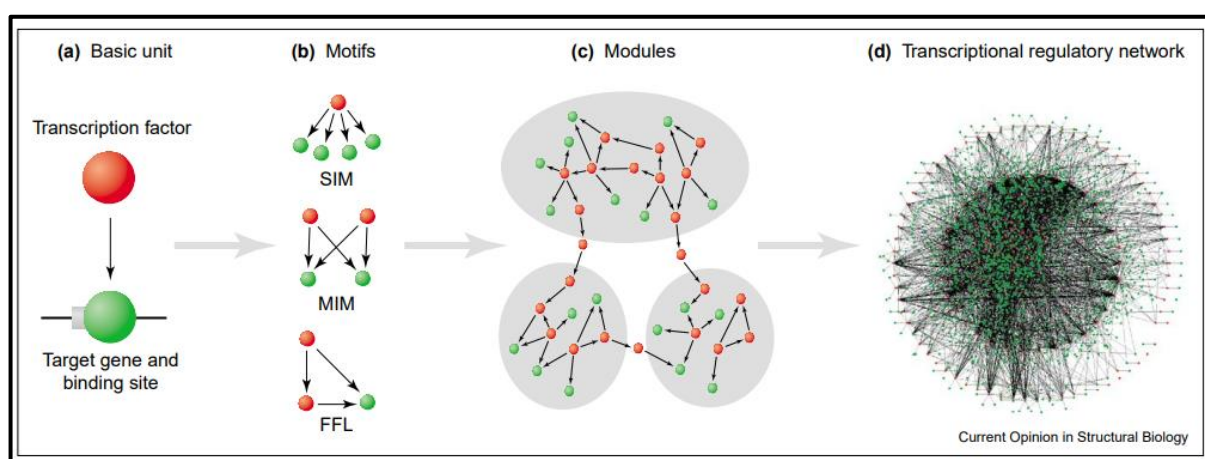 (a) Basic unit
(b) Motifs
(c) Modules
(d) Transcriptional regulatory network
Transcription factor
Target gene and
binding site
SIM
MIM
FFL
Current Opinion in Structural Biology